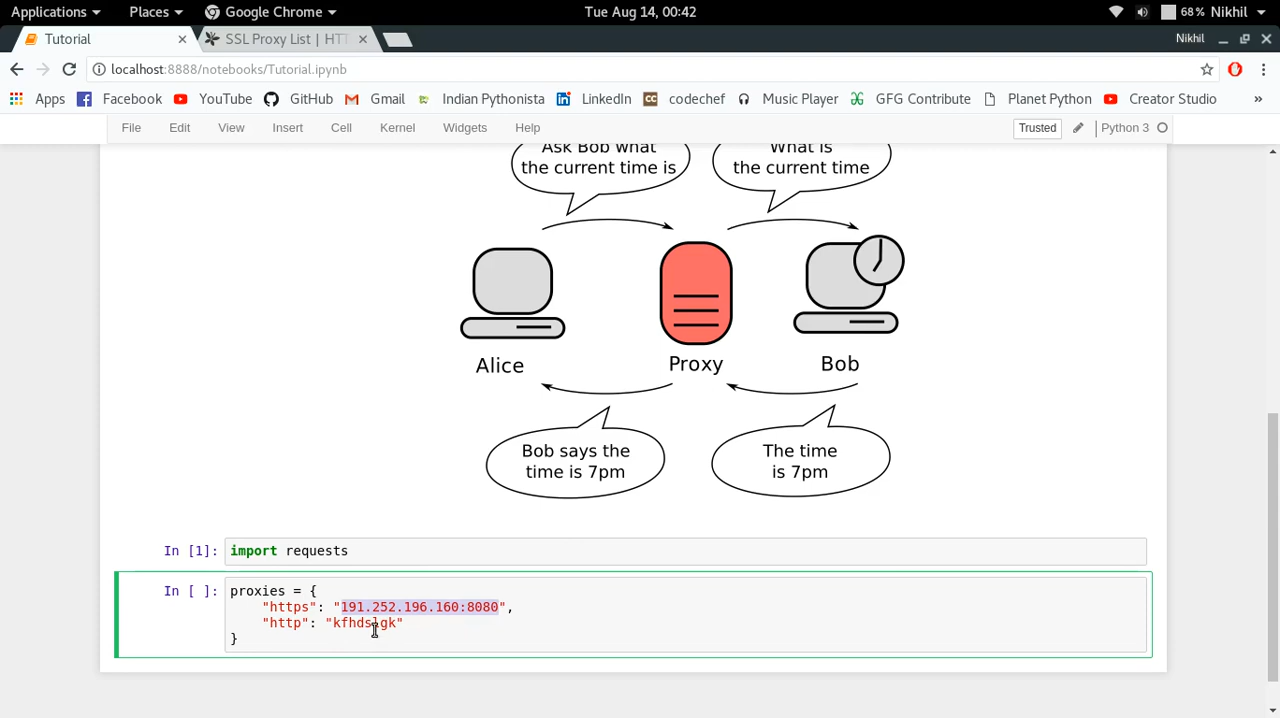 Applications Places Google Chrome Tue Aug 14, 00:42 68% Nikhil
Tutorial SSL Proxy List | HTT Nikhil
localhost:8888/notebooks/Tutorial.ipynb
Apps Facebook YouTube GitHub Gmail Indian Pythonista LinkedIn CC codechef Music Player GFG Contribute Planet Python Creator Studio »
File Edit View Insert Cell Kernel Widgets Help Trusted Python 3
Ask Bob what What is
the current time is the current time
Alice Proxy Bob
Bob says the The time
time is 7pm is 7pm
In [1]: import requests
In [ ]: proxies = {
"https": "191.252.196.160:8080",
"http": "kfhdslgk"
}